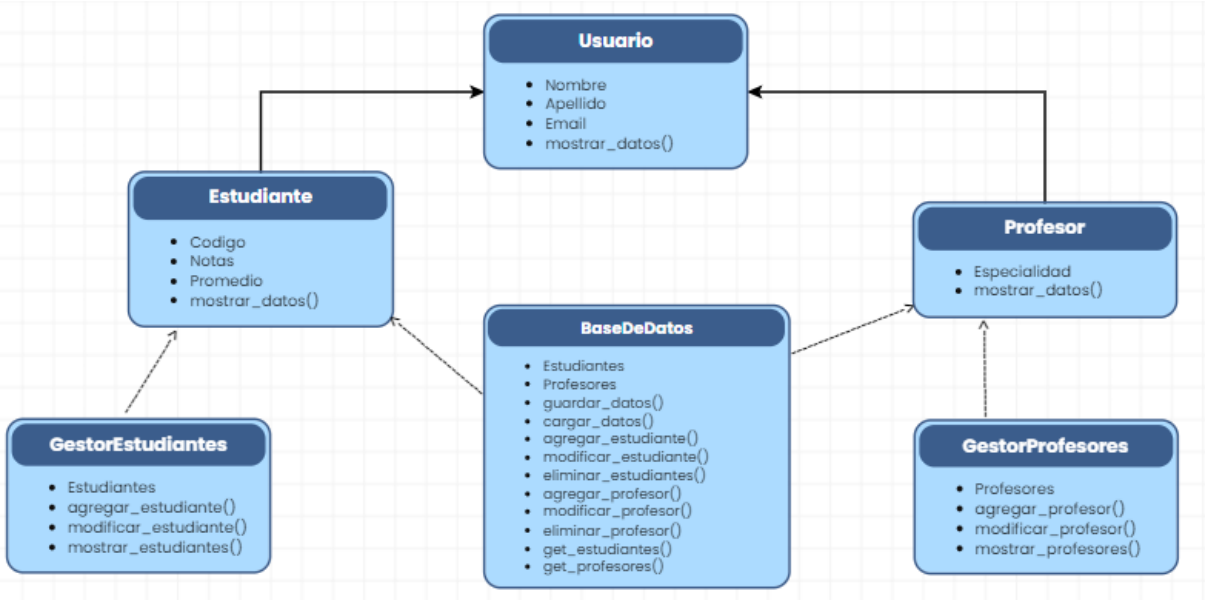 Usuario
Nombre
Apellido
Email
mostrar_datos()
Estudiante
Codigo
Notas
Promedio
mostrar_datos()
Profesor
Especialidad
mostrar_datos()
BaseDeDatos
Estudiantes
Profesores
guardar_datos()
cargar_datos()
agregar_estudiante()
modificar_estudiante()
eliminar_estudiantes()
agregar_profesor()
modificar_profesor()
eliminar_profesor()
get_estudiantes()
get_profesores()
GestorEstudiantes
Estudiantes
agregar_estudiante()
modificar_estudiante()
mostrar_estudiantes()
GestorProfesores
Profesores
agregar_profesor()
modificar_profesor()
mostrar_profesores()